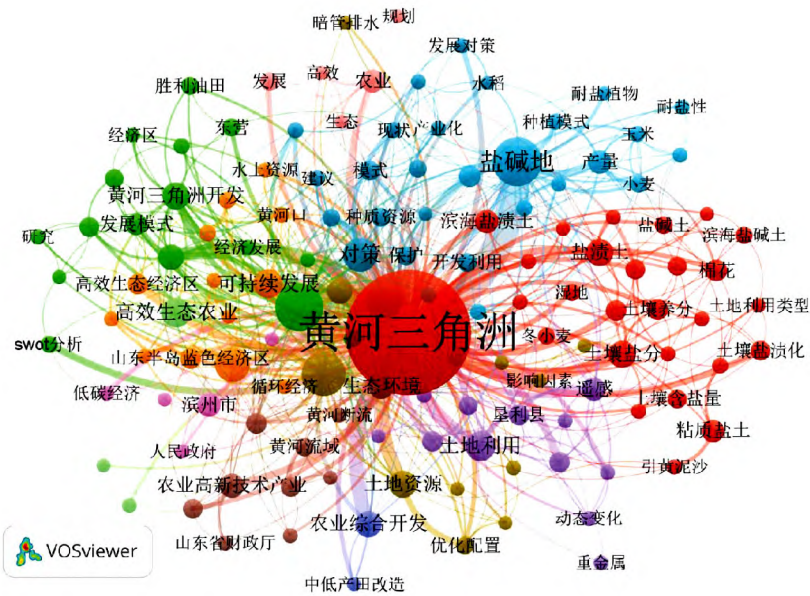 规划
暗管排水
发展对策
胜利油田
发展
高效
农业
水稻
耐盐植物
耐盐性
经济区
东营
生态
现状
产业化
种植模式
玉米
水土资源
建议
模式
盐碱地
产量
小麦
黄河三角洲开发
黄河口
种质资源
滨海盐渍土
盐碱土
滨海盐碱土
研究
发展模式
经济发展
对策
保护
开发利用
盐渍土
棉花
高效生态经济区
可持续发展
湿地
高效生态农业
黄河三角洲
土壤养分
土地利用类型
swot分析
冬小麦
山东半岛蓝色经济区
土壤盐分
土壤盐渍化
低碳经济
循环经济
生态环境
影响因素
遥感
滨州市
黄河断流
垦利县
土壤含盐量
粘质盐土
人民政府
黄河流域
土地利用
引黄泥沙
农业高新技术产业
土地资源
农业综合开发
动态变化
山东省财政厅
优化配置
重金属
中低产田改造
VOSviewer